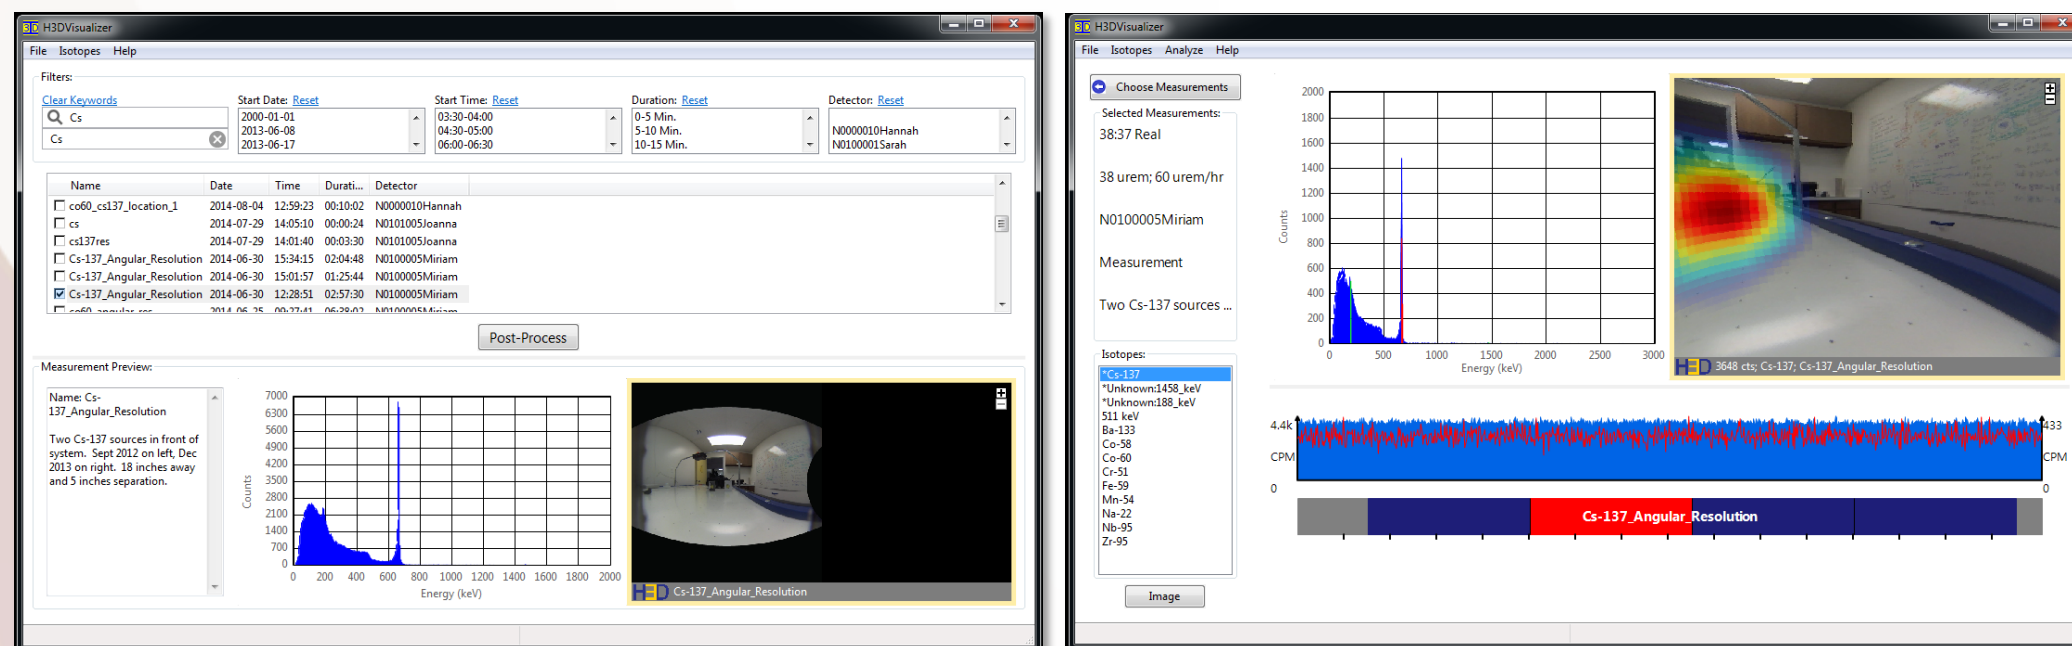 H3DVisualizer
File Isotopes Help
Filters:
Clear Keywords
Cs
Cs
Start Date: Reset
2000-01-01
2013-06-08
2013-06-17
Start Time: Reset
03:30-04:00
04:30-05:00
06:00-06:30
Duration: Reset
0-5 Min.
5-10 Min.
10-15 Min.
Detector: Reset
N0000010Hannah
N0100001Sarah
Name Date Time Durati... Detector
co60_cs137_location_1 2014-08-04 12:59:23 00:10:02 N0000010Hannah
cs 2014-07-29 14:05:10 00:00:24 N0101005Joanna
cs137res 2014-07-29 14:01:40 00:03:30 N0101005Joanna
Cs-137_Angular_Resolution 2014-06-30 15:34:15 02:04:48 N0100005Miriam
Cs-137_Angular_Resolution 2014-06-30 15:01:57 01:25:44 N0100005Miriam
Cs-137_Angular_Resolution 2014-06-30 12:28:51 02:57:30 N0100005Miriam
co60_angular_res 2014-06-25 09:27:41 06:38:02 N0100005Miriam
Post-Process
Measurement Preview:
Name: Cs-
137_Angular_Resolution
Two Cs-137 sources in front of
system. Sept 2012 on left, Dec
2013 on right. 18 inches away
and 5 inches separation.
7000
6300
5600
4900
4200
3500
2800
2100
1400
700
0
Counts
0 200 400 600 800 1000 1200 1400 1600 1800 2000
Energy (keV)
H3D Cs-137_Angular_Resolution
H3DVisualizer
File Isotopes Analyze Help
Choose Measurements
Selected Measurements:
38:37 Real
38 urem; 60 urem/hr
N0100005Miriam
Measurement
Two Cs-137 sources ...
Isotopes:
*Cs-137
*Unknown:1458_keV
*Unknown:188_keV
511 keV
Ba-133
Co-58
Co-60
Cr-51
Fe-59
Mn-54
Na-22
Nb-95
Zr-95
Image
2000
1800
1600
1400
1200
1000
800
600
400
200
0
Counts
0 500 1000 1500 2000 2500 3000
Energy (keV)
H3D 3648 cts; Cs-137; Cs-137_Angular_Resolution
4.4k
CPM
0
433
CPM
0
Cs-137_Angular_Resolution